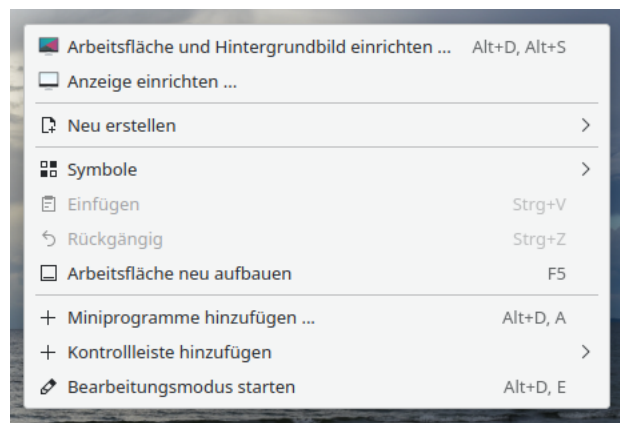 Arbeitsfläche und Hintergrundbild einrichten ... Alt+D, Alt+S
Anzeige einrichten ...
Neu erstellen
Symbole
Einfügen Strg+V
Rückgängig Strg+Z
Arbeitsfläche neu aufbauen F5
Miniprogramme hinzufügen ... Alt+D, A
Kontrollleiste hinzufügen
Bearbeitungsmodus starten Alt+D, E